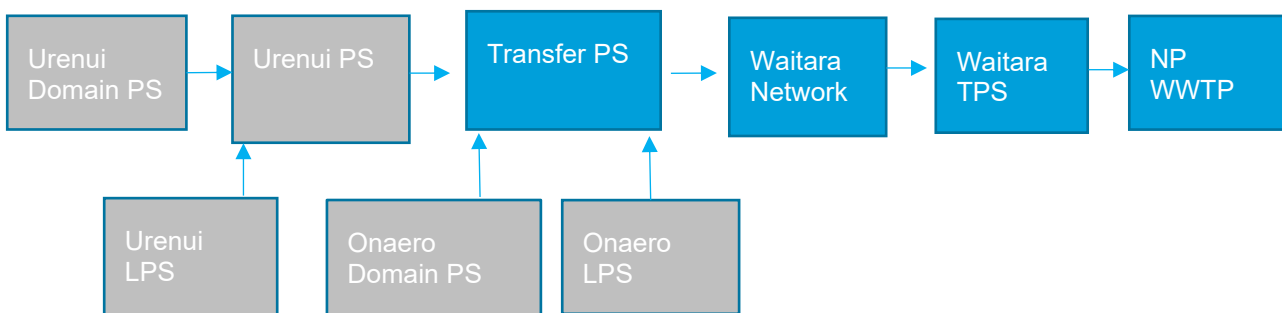 Urenui
Domain PS
Urenui PS
Transfer PS
Waitara
Network
Waitara
TPS
NP
WWTP
Urenui
LPS
Onaero
Domain PS
Onaero
LPS